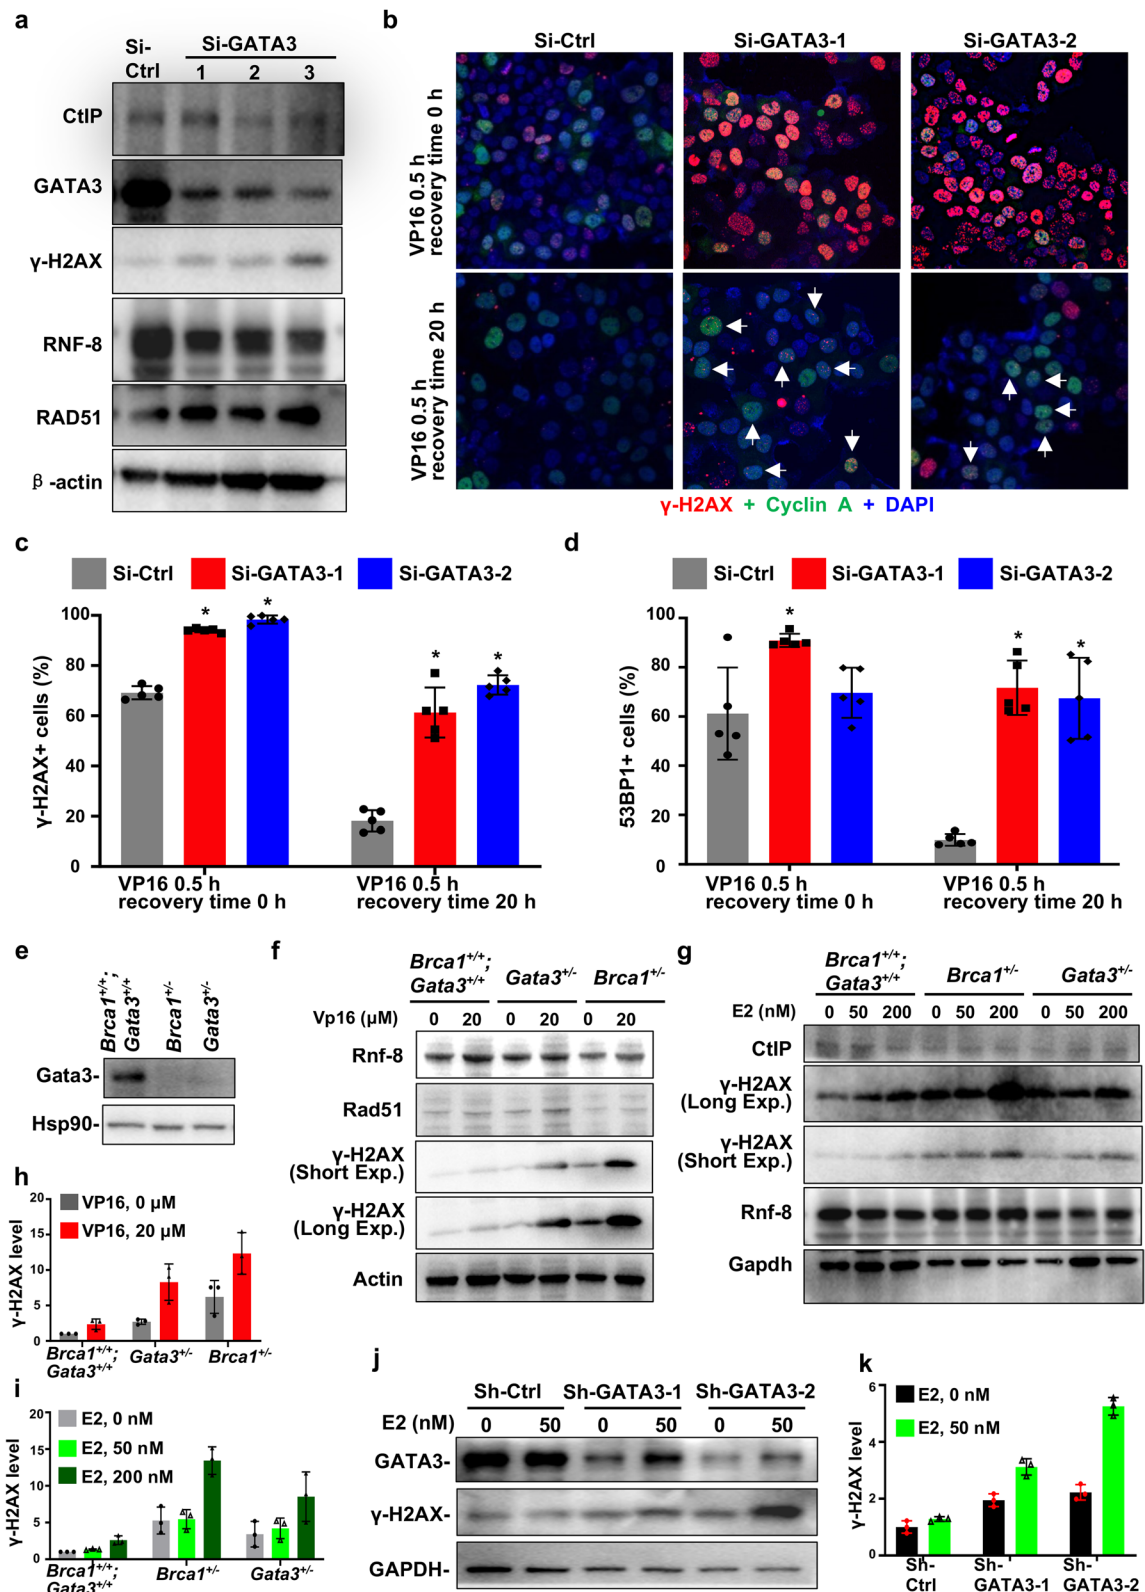 a
Si-
Ctrl
Si-GATA3
1 2 3
CtIP
GATA3
γ-H2AX
RNF-8
RAD51
β-actin
b
Si-Ctrl Si-GATA3-1 Si-GATA3-2
VP16 0.5 h
recovery time 0 h
VP16 0.5 h
recovery time 20 h
γ-H2AX + Cyclin A + DAPI
c
Si-Ctrl Si-GATA3-1 Si-GATA3-2
γ-H2AX+ cells (%)
100
80
60
40
20
0
* * * *
VP16 0.5 h
recovery time 0 h
VP16 0.5 h
recovery time 20 h
d
Si-Ctrl Si-GATA3-1 Si-GATA3-2
53BP1+ cells (%)
100
80
60
40
20
0
* * *
VP16 0.5 h
recovery time 0 h
VP16 0.5 h
recovery time 20 h
e
Brca1+/+;
Gata3+/+
Brca1+/-
Gata3+/-
Gata3-
Hsp90-
f
Brca1+/+;
Gata3+/+
Gata3+/-
Brca1+/-
Vp16 (μM) 0 20 0 20 0 20
Rnf-8
Rad51
γ-H2AX
(Short Exp.)
γ-H2AX
(Long Exp.)
Actin
g
Brca1+/+;
Gata3+/+
Brca1+/-
Gata3+/-
E2 (nM) 0 50 200 0 50 200 0 50 200
CtIP
γ-H2AX
(Long Exp.)
γ-H2AX
(Short Exp.)
Rnf-8
Gapdh
h
VP16, 0 μM
VP16, 20 μM
γ-H2AX level
20
15
10
5
0
Brca1+/+;
Gata3+/+
Gata3+/-
Brca1+/-
i
E2, 0 nM
E2, 50 nM
E2, 200 nM
γ-H2AX level
20
15
10
5
0
Brca1+/+;
Gata3+/+
Brca1+/-
Gata3+/-
j
Sh-Ctrl Sh-GATA3-1 Sh-GATA3-2
E2 (nM) 0 50 0 50 0 50
GATA3-
γ-H2AX-
GAPDH-
k
E2, 0 nM
E2, 50 nM
γ-H2AX level
6
4
2
0
Sh-
Ctrl
Sh-
GATA3-1
Sh-
GATA3-2